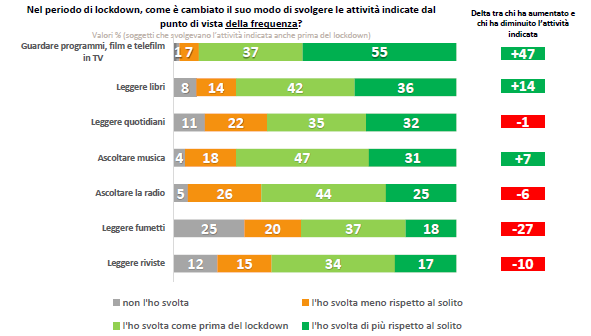 Nel periodo di lockdown, come è cambiato il suo modo di svolgere le attività indicate dal
punto di vista della frequenza?
Valori % (soggetti che svolgevano l'attività indicata anche prima del lockdown)
Delta tra chi ha aumentato e
chi ha diminuito l'attività
indicata
Guardare programmi, film e telefilm
in TV
1 7 37 55 +47
Leggere libri 8 14 42 36 +14
Leggere quotidiani 11 22 35 32 -1
Ascoltare musica 4 18 47 31 +7
Ascoltare la radio 5 26 44 25 -6
Leggere fumetti 25 20 37 18 -27
Leggere riviste 12 15 34 17 -10
non l'ho svolta
l'ho svolta meno rispetto al solito
l'ho svolta come prima del lockdown
l'ho svolta di più rispetto al solito